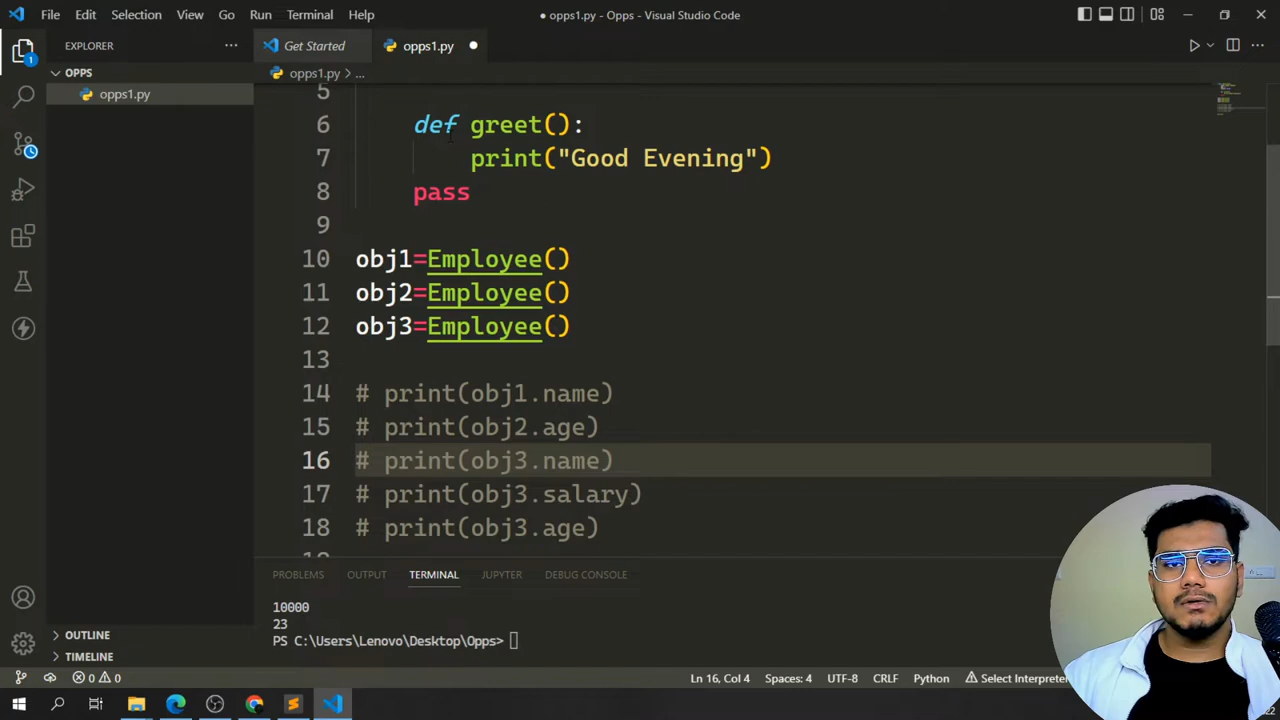 File Edit Selection View Go Run Terminal Help
● opps1.py - Opps - Visual Studio Code
EXPLORER
Get Started
opps1.py
OPPS
opps1.py > ...
opps1.py
5
6 def greet():
7 print("Good Evening")
8 pass
9
10 obj1=Employee()
11 obj2=Employee()
12 obj3=Employee()
13
14 # print(obj1.name)
15 # print(obj2.age)
16 # print(obj3.name)
17 # print(obj3.salary)
18 # print(obj3.age)
PROBLEMS OUTPUT TERMINAL JUPYTER DEBUG CONSOLE
10000
23
PS C:\Users\Lenovo\Desktop\Opps>
OUTLINE
TIMELINE
0 0
Ln 16, Col 4 Spaces: 4 UTF-8 CRLF Python Select Interpreter